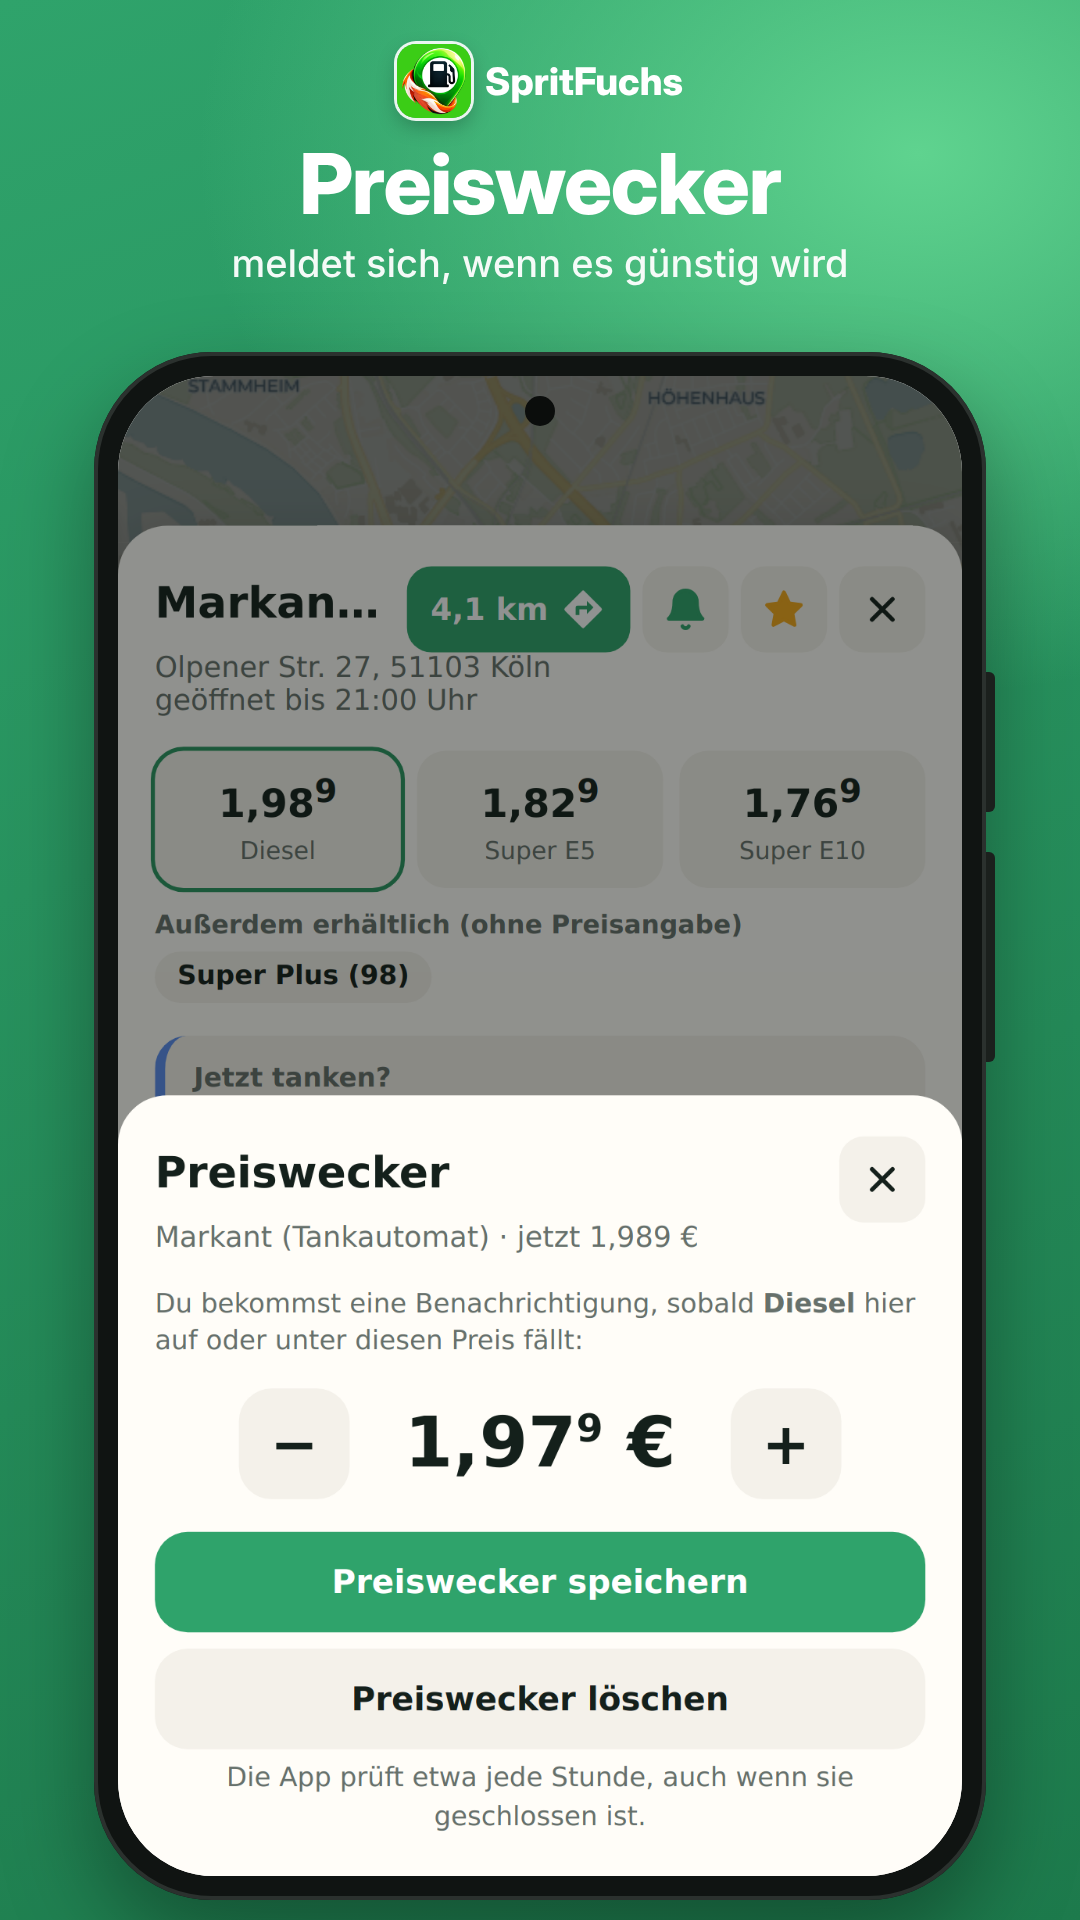 SpritFuchs
Preiswecker
meldet sich, wenn es günstig wird
STAMMHEIM
HÖHENHAUS
Markan...
4,1 km
Olpener Str. 27, 51103 Köln
geöffnet bis 21:00 Uhr
1,98⁹
1,82⁹
1,76⁹
Diesel
Super E5
Super E10
Außerdem erhältlich (ohne Preisangabe)
Super Plus (98)
Jetzt tanken?
Preiswecker
Markant (Tankautomat) · jetzt 1,989 €
Du bekommst eine Benachrichtigung, sobald Diesel hier
auf oder unter diesen Preis fällt:
− 1,97⁹ € +
Preiswecker speichern
Preiswecker löschen
Die App prüft etwa jede Stunde, auch wenn sie
geschlossen ist.